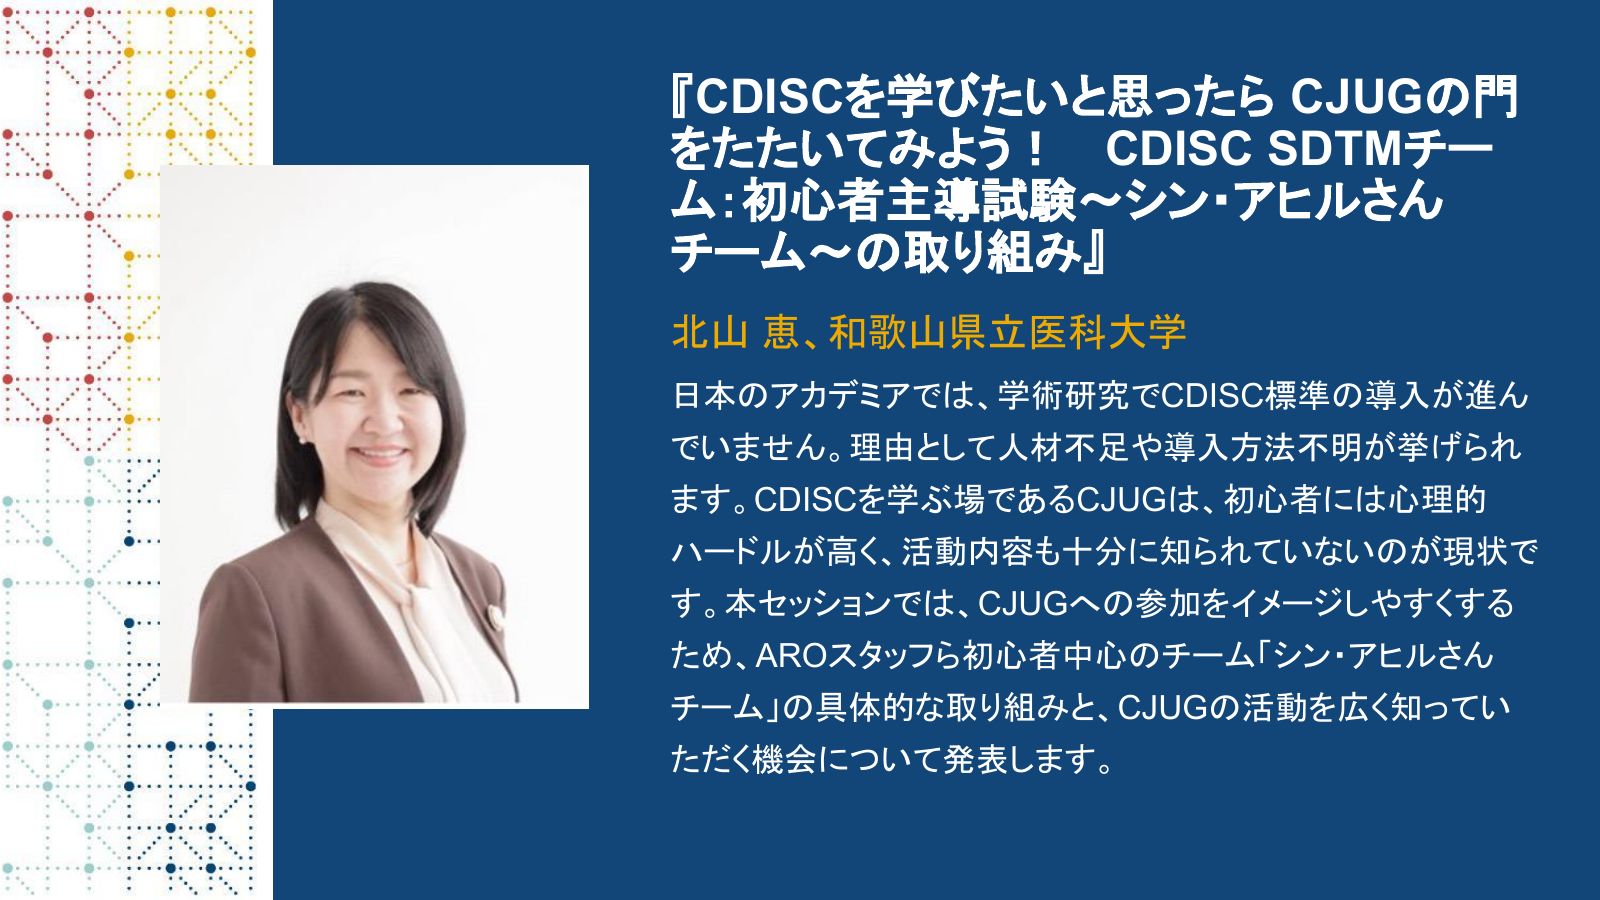 『CDISCを学びたいと思ったら CJUGの門
をたたいてみよう！　CDISC SDTMチー
ム：初心者主導試験～シン・アヒルさん
チーム～の取り組み』
北山 恵、和歌山県立医科大学
日本のアカデミアでは、学術研究でCDISC標準の導入が進ん
でいません。理由として人材不足や導入方法不明が挙げられ
ます。CDISCを学ぶ場であるCJUGは、初心者には心理的
ハードルが高く、活動内容も十分に知られていないのが現状で
す。本セッションでは、CJUGへの参加をイメージしやすくする
ため、AROスタッフら初心者中心のチーム「シン・アヒルさん
チーム」の具体的な取り組みと、CJUGの活動を広く知ってい
ただく機会について発表します。